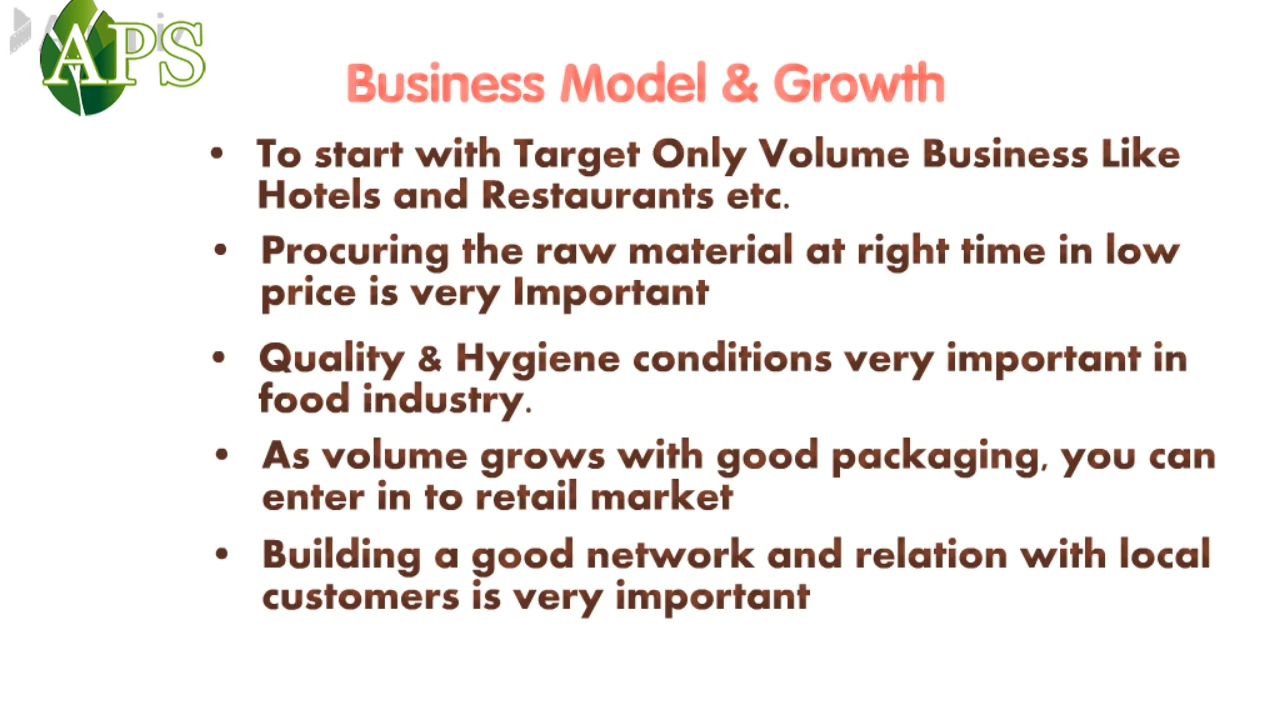 APS
Business Model & Growth
• To start with Target Only Volume Business Like
Hotels and Restaurants etc.
• Procuring the raw material at right time in low
price is very Important
• Quality & Hygiene conditions very important in
food industry.
• As volume grows with good packaging, you can
enter in to retail market
• Building a good network and relation with local
customers is very important